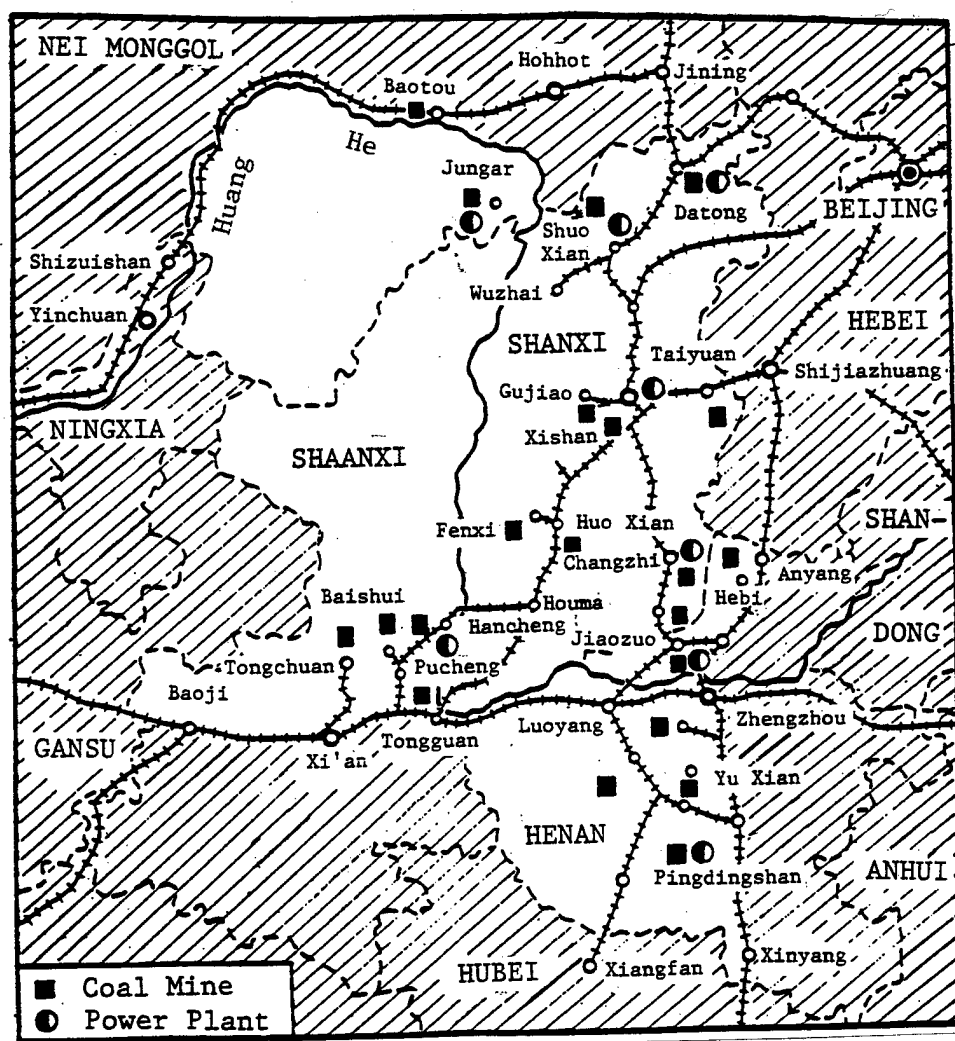 NEI MONGGOL
Hohhot
Jining
Baotou
He
Huang
Jungar
Datong
BEIJING
Shuo
Xian
Shizuishan
Wuzhai
Yinchuan
HEBEI
SHANXI
Taiyuan
Shijiazhuang
Gujiao
Xishan
NINGXIA
SHAANXI
SHAN-
Fenxi
Huo Xian
Changzhi
Anyang
Hebi
Baishui
Houma
Hancheng
Jiaozuo
DONG
Tongchuan
Pucheng
Baoji
Luoyang
Zhengzhou
GANSU
Xi'an
Tongguan
Yu Xian
HENAN
Pingdingshan
ANHUI
HUBEI
Xiangfan
Xinyang
Coal Mine
Power Plant